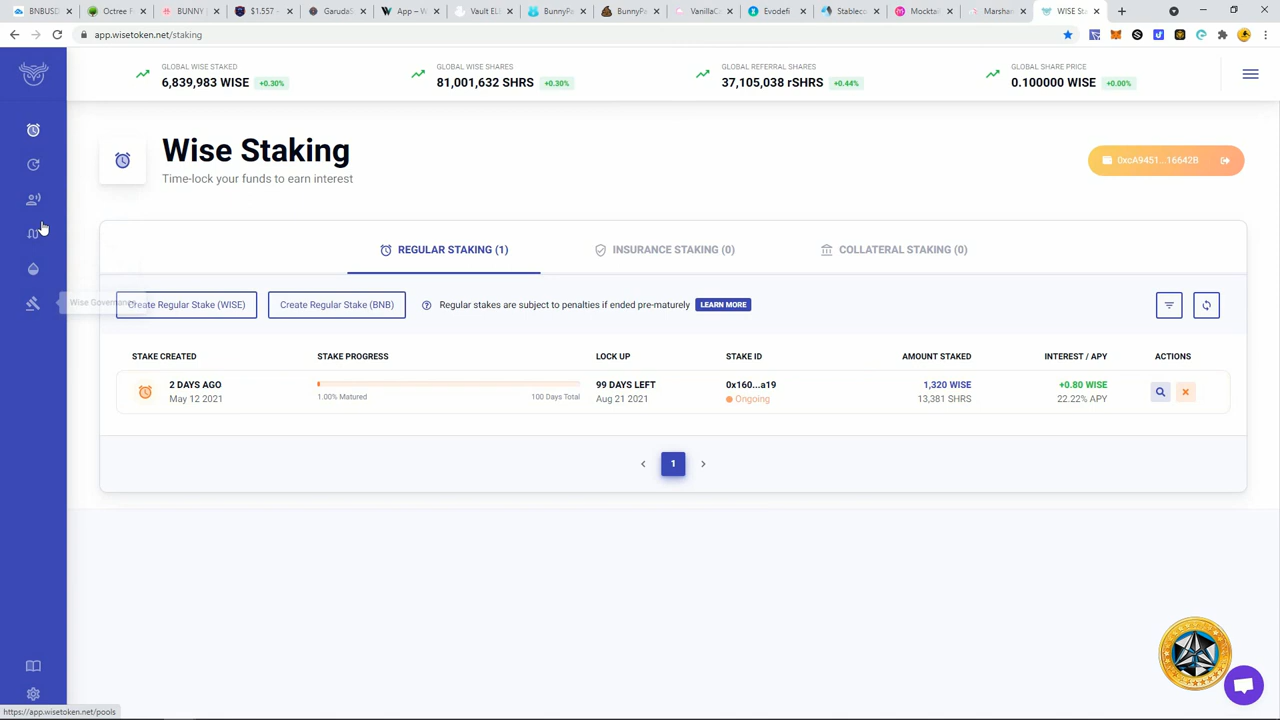 BNBUSD
Octree F
BUNNY
$1.557
GarudaS
App – W
Vault EL
BunnyPa
BunnyPa
VanillaC
Evodefi
Stableco
Mocktail
Marshan
WISE St
app.wisetoken.net/staking
GLOBAL WISE STAKED
6,839,983 WISE +0.30%
GLOBAL WISE SHARES
81,001,632 SHRS +0.30%
GLOBAL REFERRAL SHARES
37,105,038 rSHRS +0.44%
GLOBAL SHARE PRICE
0.100000 WISE +0.00%
Wise Staking
Time-lock your funds to earn interest
0xcA9451...16642B
REGULAR STAKING (1)
INSURANCE STAKING (0)
COLLATERAL STAKING (0)
Wise Governance
Create Regular Stake (WISE)
Create Regular Stake (BNB)
Regular stakes are subject to penalties if ended pre-maturely LEARN MORE
STAKE CREATED STAKE PROGRESS LOCK UP STAKE ID AMOUNT STAKED INTEREST / APY ACTIONS
2 DAYS AGO 99 DAYS LEFT 0x160...a19 1,320 WISE +0.80 WISE
May 12 2021 1.00% Matured 100 Days Total Aug 21 2021 Ongoing 13,381 SHRS 22.22% APY
1
https://app.wisetoken.net/pools